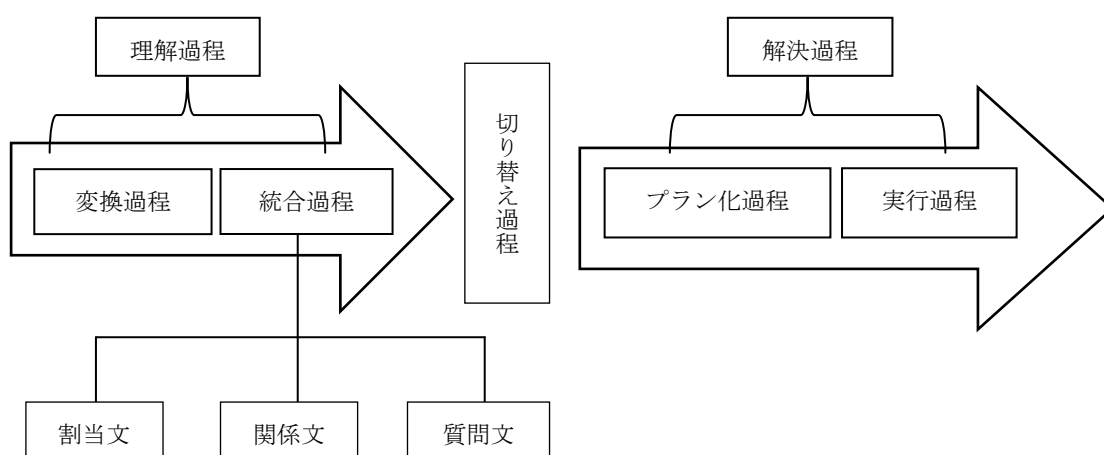 理解過程
解決過程
切り替え過程
変換過程
統合過程
プラン化過程
実行過程
割当文
関係文
質問文